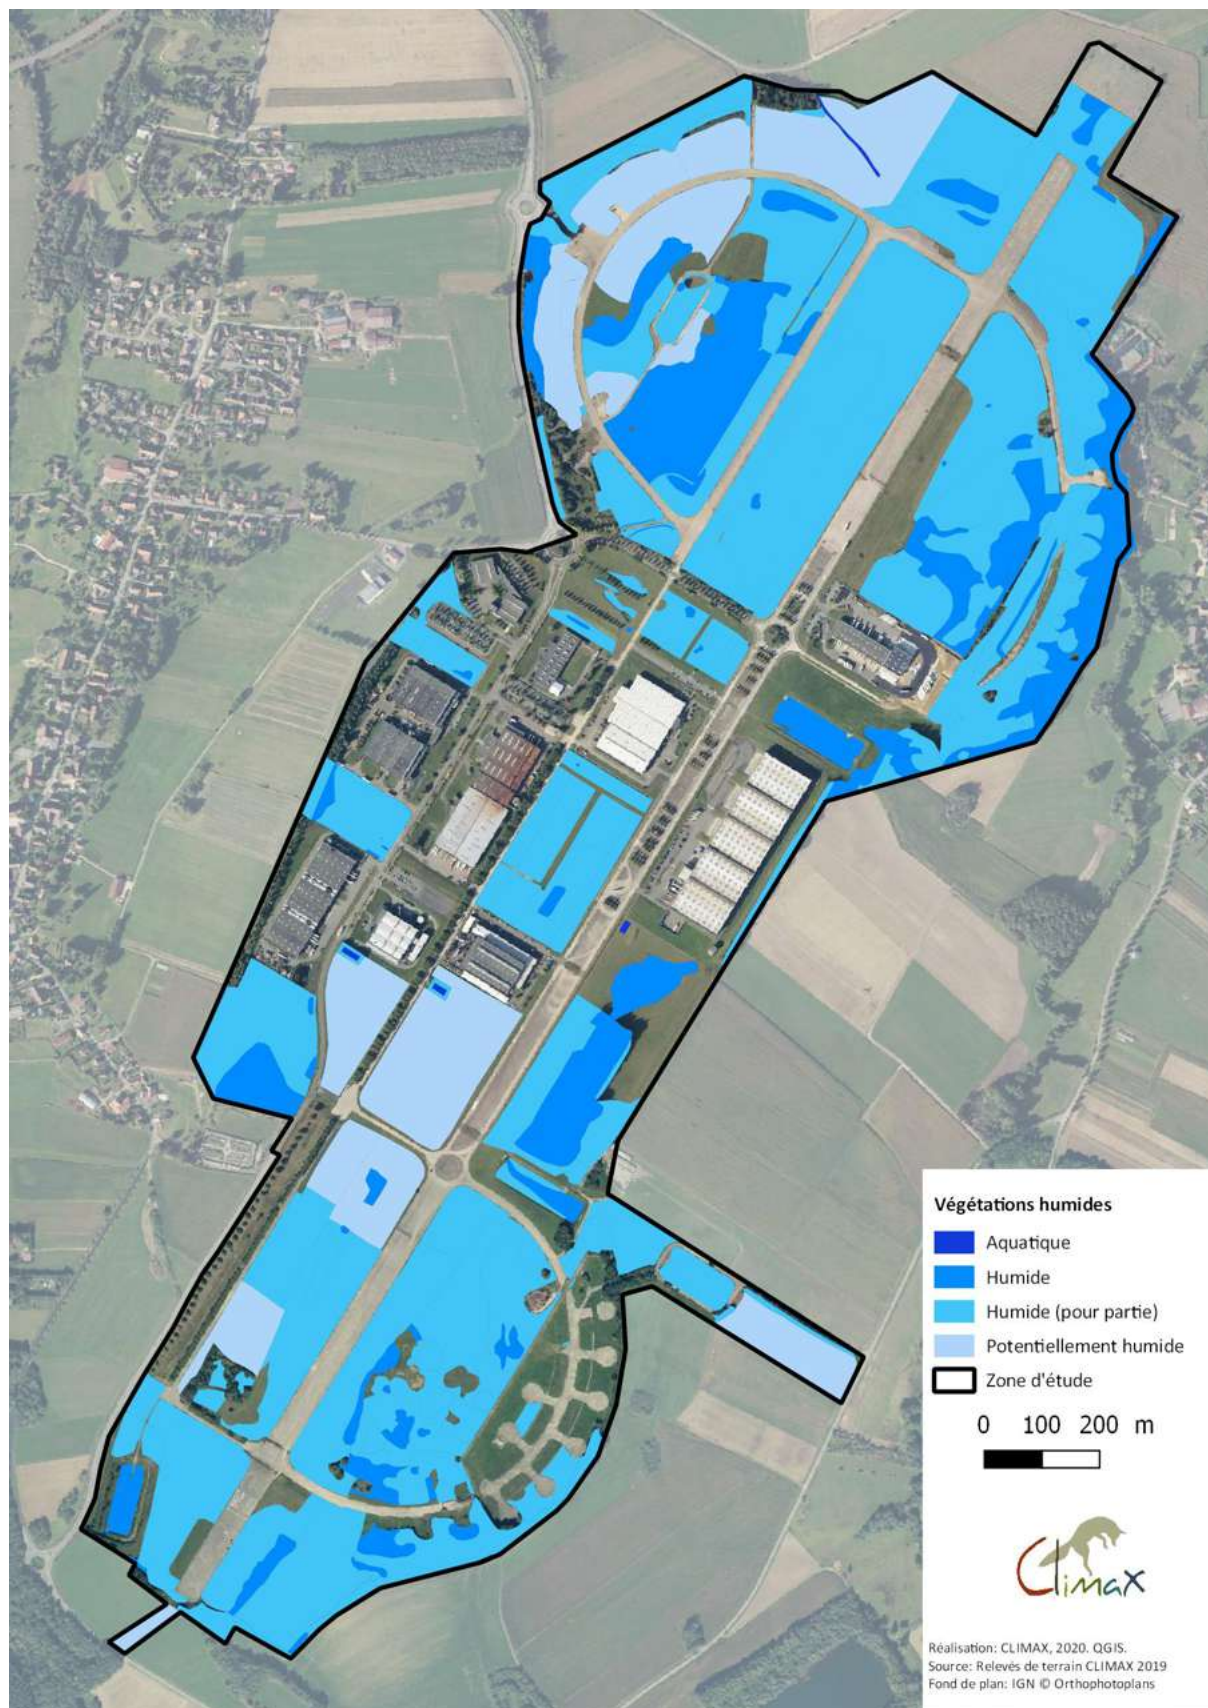 Végétations humides
Aquatique
Humide
Humide (pour partie)
Potentiellement humide
Zone d'étude
0 100 200 m
Climax
Réalisation: CLIMAX, 2020. QGIS.
Source: Relevés de terrain CLIMAX 2019
Fond de plan: IGN © Orthophotoplans